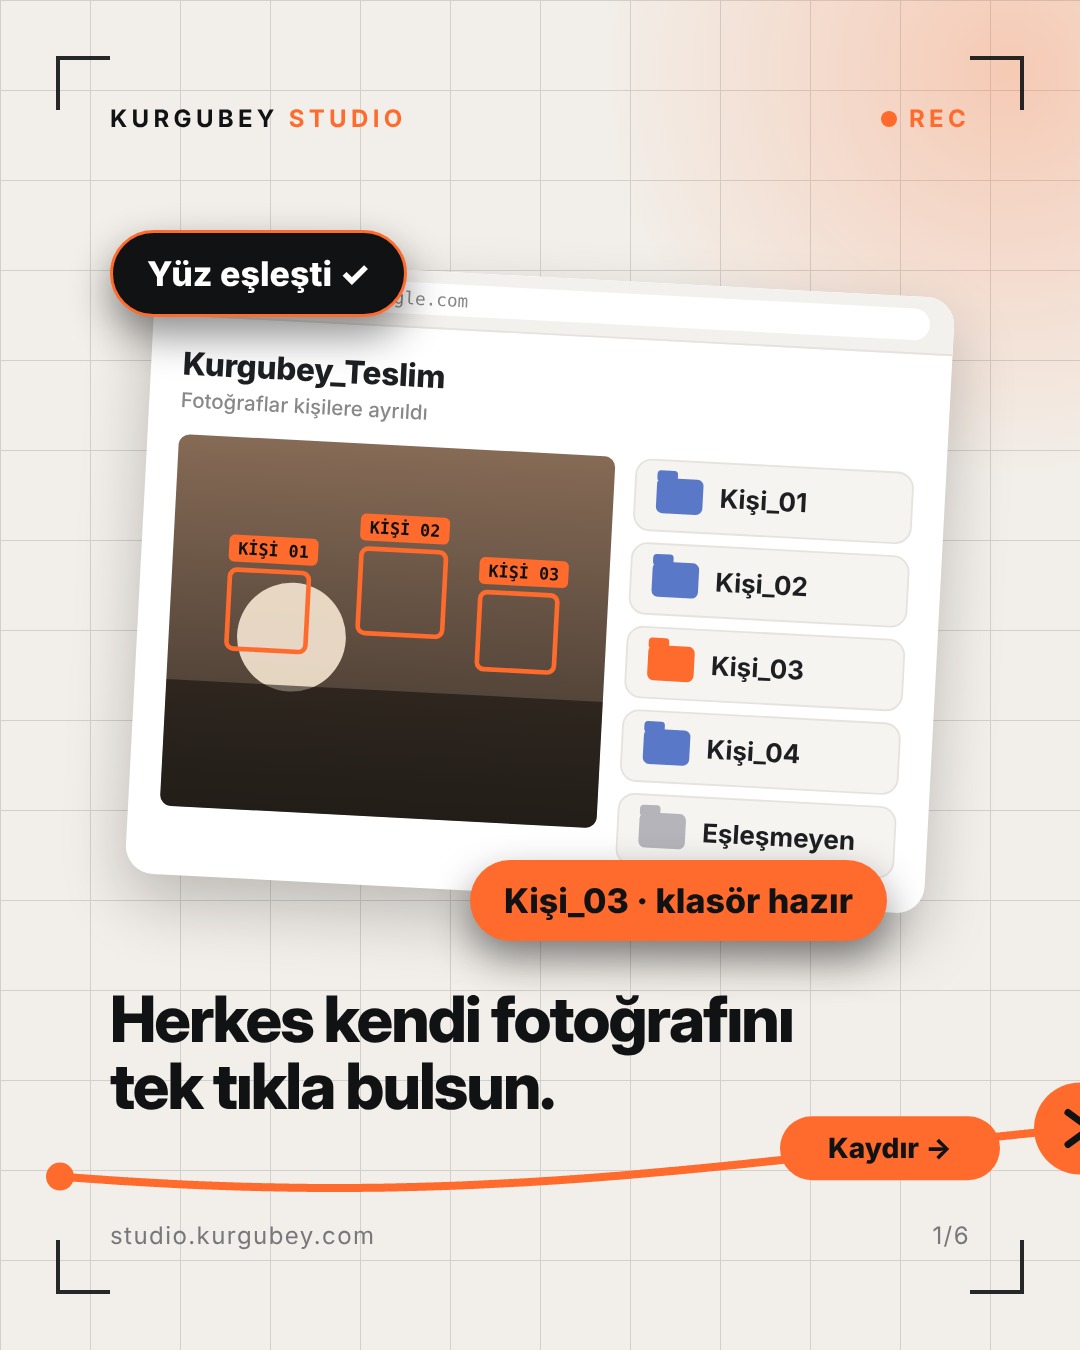 KURGUBEY STUDIO
REC
Yüz eşleşti ✓
gle.com
Kurgubey_Teslim
Fotoğraflar kişilere ayrıldı
KİŞİ 01
KİŞİ 02
KİŞİ 03
Kişi_01
Kişi_02
Kişi_03
Kişi_04
Eşleşmeyen
Kişi_03 · klasör hazır
Herkes kendi fotoğrafını
tek tıkla bulsun.
Kaydır →
studio.kurgubey.com
1/6